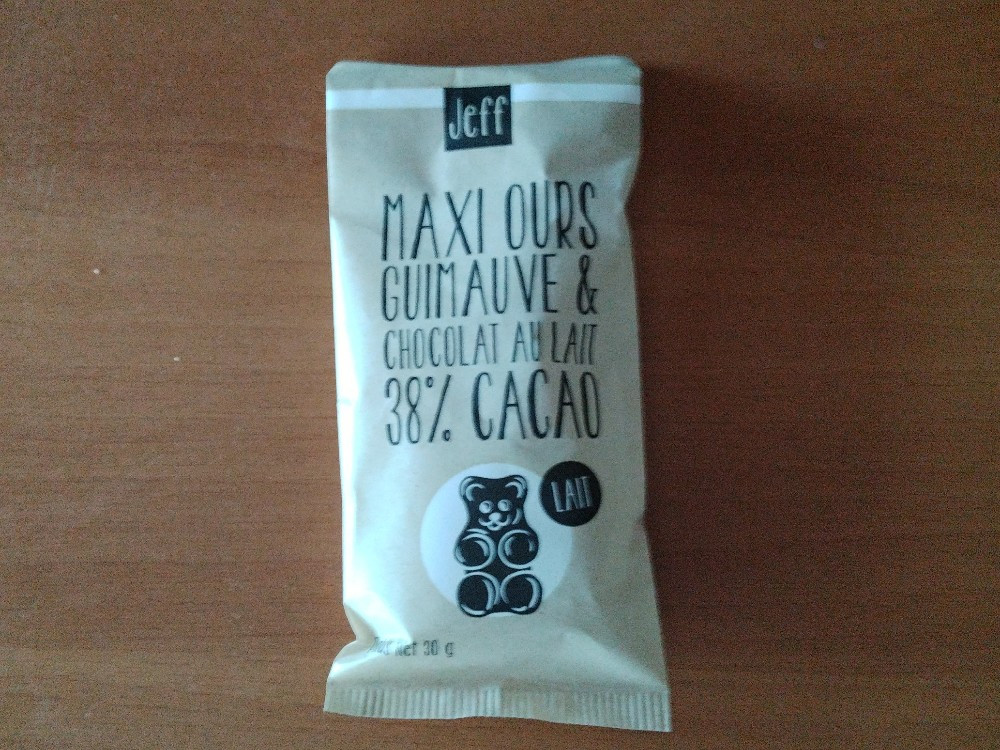 Jeff
MAXI OURS
GUIMAUVE &
CHOCOLAT AU LAIT
38% CACAO
LAIT
Net 30 g